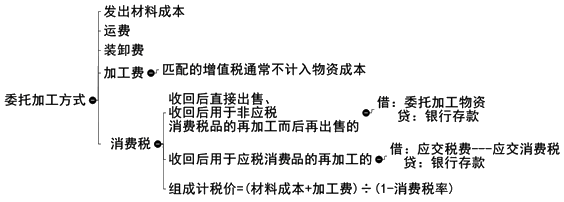 发出材料成本
运费
装卸费
加工费
匹配的增值税通常不计入物资成本
委托加工方式
消费税
收回后直接出售、
收回后用于非应税
消费税品的再加工而后再出售的
借：委托加工物资
贷：银行存款
收回后用于应税消费品的再加工的
借：应交税费---应交消费税
贷：银行存款
组成计税价=(材料成本+加工费)÷(1-消费税率)